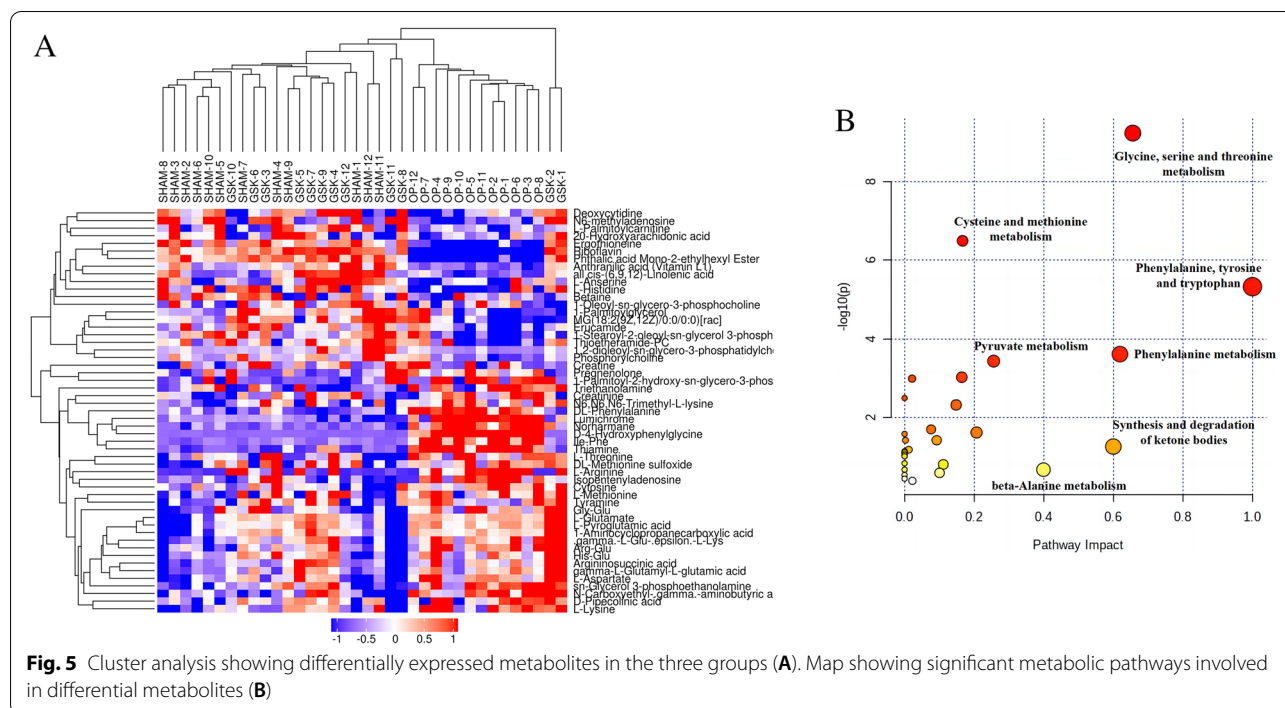 A
SHAM-8
SHAM-3
SHAM-2
SHAM-6
SHAM-10
SHAM-5
GSK-10
SHAM-7
GSK-6
GSK-3
SHAM-4
SHAM-9
GSK-5
GSK-7
GSK-9
GSK-4
GSK-12
SHAM-1
SHAM-12
SHAM-11
GSK-11
GSK-8
OP-12
OP-7
OP-4
OP-9
OP-10
OP-5
OP-11
OP-2
OP-1
OP-6
OP-3
OP-8
GSK-2
GSK-1
Deoxycytidine
N6-methyladenosine
L-Palmitoylcarnitine
20-Hydroxyarachidonic acid
Ergothioneine
Riboflavin
Phthalic acid Mono-2-ethylhexyl Ester
Anthranilic acid (Vitamin L1)
all cis-(6,9,12)-Linolenic acid
L-Anserine
L-Histidine
Betaine
1-Oleoyl-sn-glycero-3-phosphocholine
1-Palmitoylglycerol
MG(18:2(9Z,12Z)/0:0/0:0)[rac]
Erucamide
1-Stearoyl-2-oleoyl-sn-glycerol 3-phosph
Thioetheramide-PC
1,2-dioleoyl-sn-glycero-3-phosphatidylch
Phosphorylcholine
Creatine
Pregnenolone
1-Palmitoyl-2-hydroxy-sn-glycero-3-phos
Triethanolamine
Creatinine
N6,N6,N6-Trimethyl-L-lysine
DL-Phenylalanine
Lumichrome
Norharmane
D-4-Hydroxyphenylglycine
Ile-Phe
Thiamine
L-Threonine
DL-Methionine sulfoxide
L-Arginine
Isopentenyladenosine
Cytosine
L-Methionine
Tyramine
Gly-Glu
L-Glutamate
L-Pyroglutamic acid
1-Aminocyclopropanecarboxylic acid
.gamma.-L-Glu-.epsilon.-L-Lys
Arg-Glu
His-Glu
Argininosuccinic acid
gamma-L-Glutamyl-L-glutamic acid
L-Aspartate
sn-Glycerol 3-phosphoethanolamine
N-Carboxyethyl-.gamma.-aminobutyric a
D-Pipecolinic acid
L-Lysine
-1 -0.5 0 0.5 1
B
Glycine, serine and threonine
metabolism
Cysteine and methionine
metabolism
Phenylalanine, tyrosine
and tryptophan
Pyruvate metabolism
Phenylalanine metabolism
Synthesis and degradation
of ketone bodies
beta-Alanine metabolism
-log10(p)
8
6
4
2
0.0 0.2 0.4 0.6 0.8 1.0
Pathway Impact
Fig. 5 Cluster analysis showing differentially expressed metabolites in the three groups (A). Map showing significant metabolic pathways involved
in differential metabolites (B)